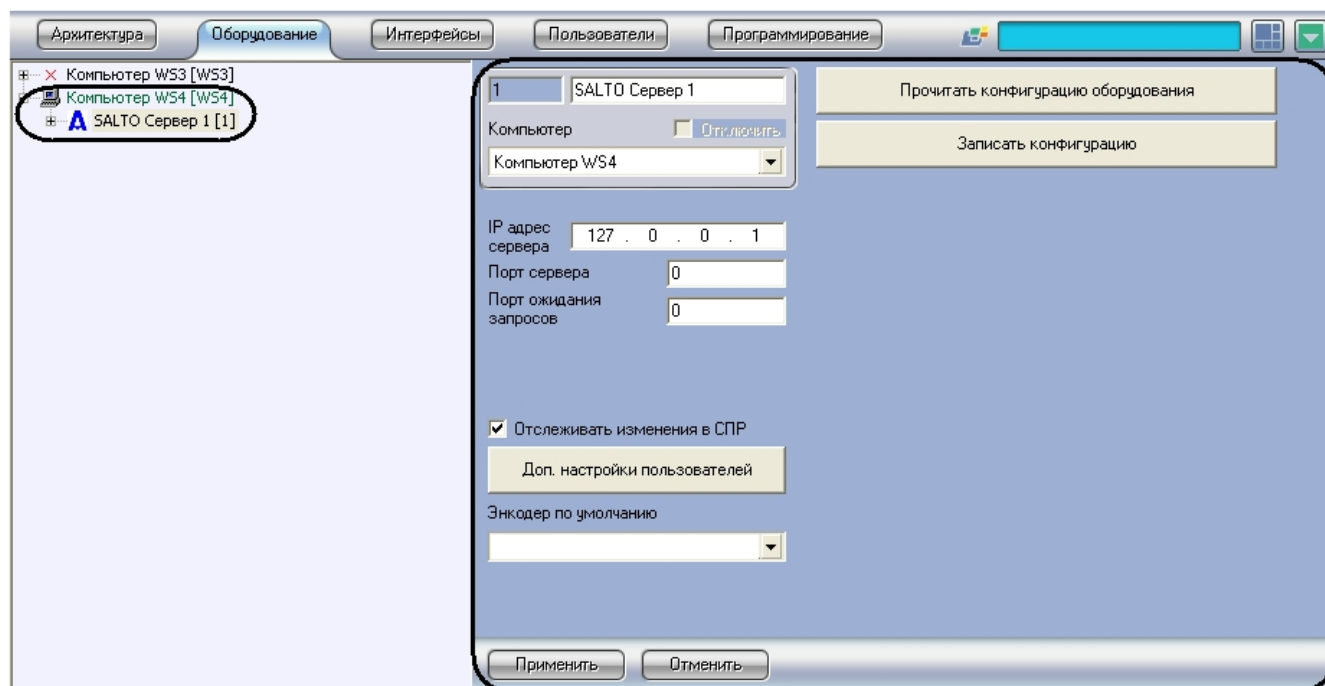 Архитектура Оборудование Интерфейсы Пользователи Программирование
Компьютер WS3 [WS3]
Компьютер WS4 [WS4]
SALTO Сервер 1 [1]
1 SALTO Сервер 1
Компьютер Отключить
Компьютер WS4
Прочитать конфигурацию оборудования
Записать конфигурацию
IP адрес
сервера
127 . 0 . 0 . 1
Порт сервера 0
Порт ожидания
запросов
0
Отслеживать изменения в СПР
Доп. настройки пользователей
Энкодер по умолчанию
Применить Отменить